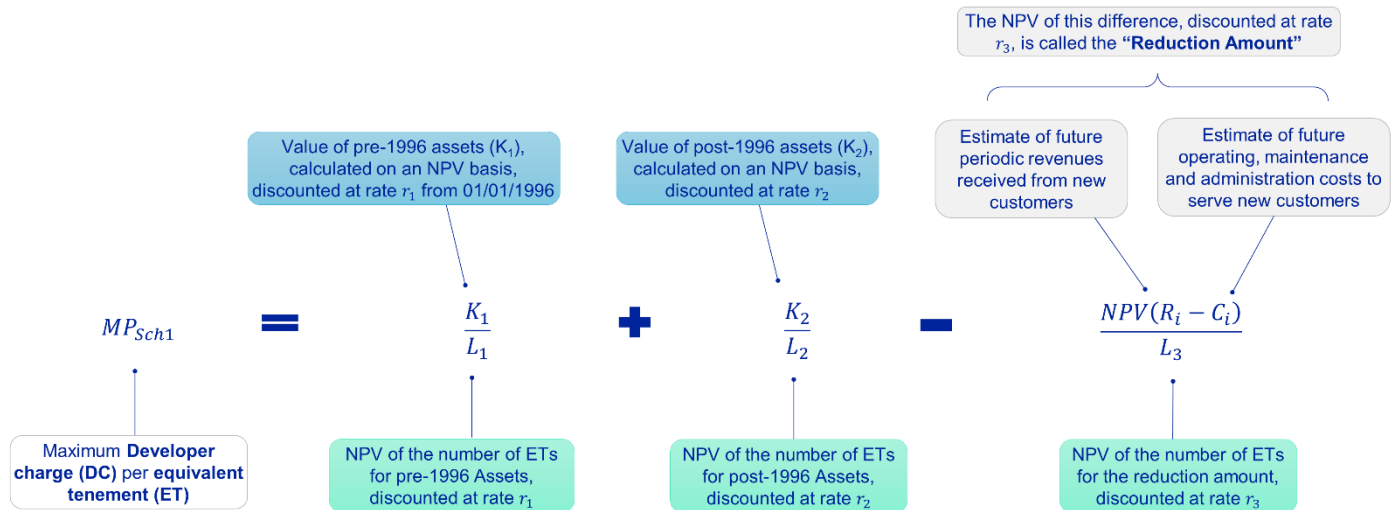 The NPV of this difference, discounted at rate
r₃, is called the “Reduction Amount”
Value of pre-1996 assets (K₁),
calculated on an NPV basis,
discounted at rate r₁ from 01/01/1996
Value of post-1996 assets (K₂),
calculated on an NPV basis,
discounted at rate r₂
Estimate of future
periodic revenues
received from new
customers
Estimate of future
operating, maintenance
and administration costs to
serve new customers
MP_Sch1 = K₁/L₁ + K₂/L₂ − NPV(Rᵢ − Cᵢ)/L₃
Maximum Developer
charge (DC) per equivalent
tenement (ET)
NPV of the number of ETs
for pre-1996 Assets,
discounted at rate r₁
NPV of the number of ETs
for post-1996 Assets,
discounted at rate r₂
NPV of the number of ETs
for the reduction amount,
discounted at rate r₃